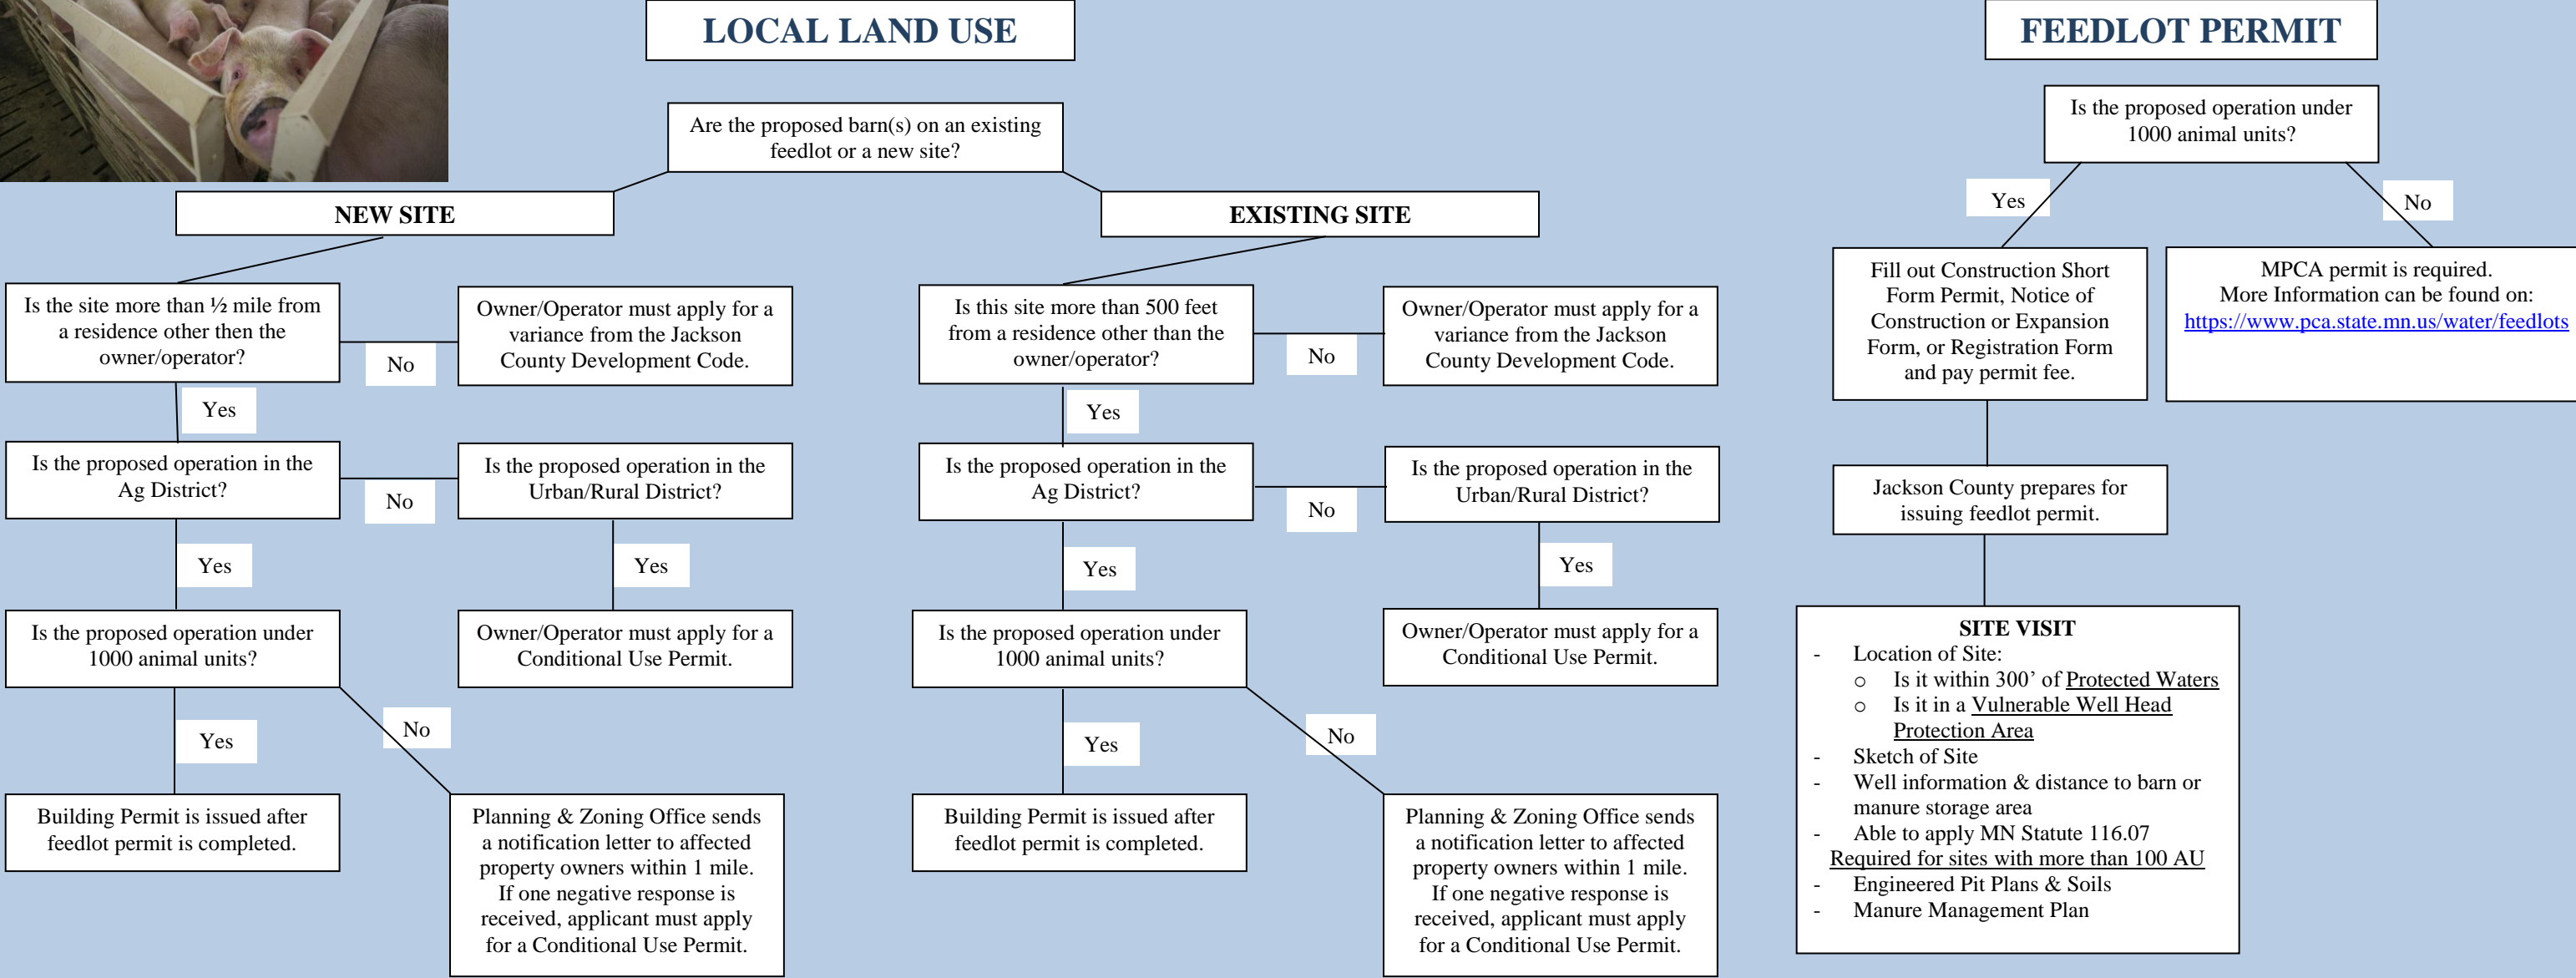 LOCAL LAND USE
Are the proposed barn(s) on an existing
feedlot or a new site?
NEW SITE
Is the site more than ½ mile from
a residence other then the
owner/operator?
No
Owner/Operator must apply for a
variance from the Jackson
County Development Code.
Yes
Is the proposed operation in the
Ag District?
No
Is the proposed operation in the
Urban/Rural District?
Yes
Yes
Is the proposed operation under
1000 animal units?
Owner/Operator must apply for a
Conditional Use Permit.
Yes
No
Building Permit is issued after
feedlot permit is completed.
Planning & Zoning Office sends
a notification letter to affected
property owners within 1 mile.
If one negative response is
received, applicant must apply
for a Conditional Use Permit.
EXISTING SITE
Is this site more than 500 feet
from a residence other than the
owner/operator?
No
Owner/Operator must apply for a
variance from the Jackson
County Development Code.
Yes
Is the proposed operation in the
Ag District?
No
Is the proposed operation in the
Urban/Rural District?
Yes
Yes
Is the proposed operation under
1000 animal units?
Owner/Operator must apply for a
Conditional Use Permit.
Yes
No
Building Permit is issued after
feedlot permit is completed.
Planning & Zoning Office sends
a notification letter to affected
property owners within 1 mile.
If one negative response is
received, applicant must apply
for a Conditional Use Permit.
FEEDLOT PERMIT
Is the proposed operation under
1000 animal units?
Yes
No
Fill out Construction Short
Form Permit, Notice of
Construction or Expansion
Form, or Registration Form
and pay permit fee.
MPCA permit is required.
More Information can be found on:
https://www.pca.state.mn.us/water/feedlots
Jackson County prepares for
issuing feedlot permit.
SITE VISIT
- Location of Site:
o Is it within 300’ of Protected Waters
o Is it in a Vulnerable Well Head
Protection Area
- Sketch of Site
- Well information & distance to barn or
manure storage area
- Able to apply MN Statute 116.07
Required for sites with more than 100 AU
- Engineered Pit Plans & Soils
- Manure Management Plan